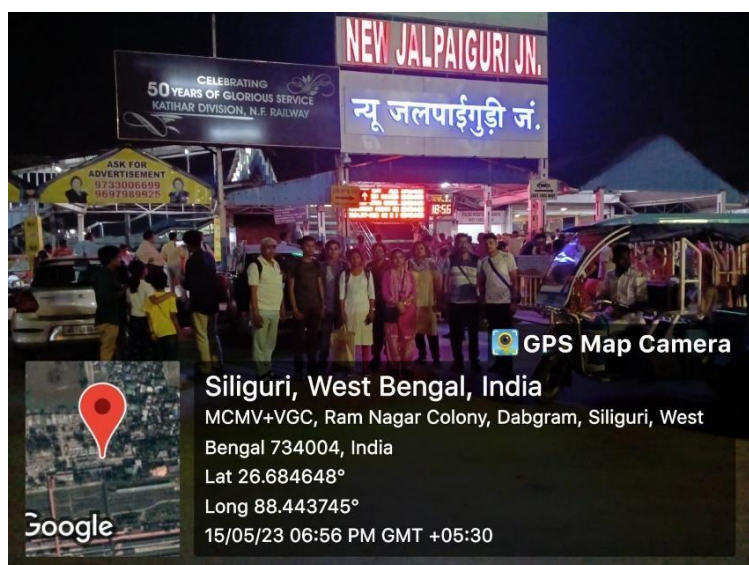 NEW JALPAIGURI JN.
न्यू जलपाईगुड़ी जं.
CELEBRATING
50 YEARS OF GLORIOUS SERVICE
KATIHAR DIVISION, N.F. RAILWAY
ASK FOR
ADVERTISEMENT
9733006699
9697989925
18:56
GPS Map Camera
Siliguri, West Bengal, India
MCMV+VGC, Ram Nagar Colony, Dabgram, Siliguri, West
Bengal 734004, India
Lat 26.684648°
Long 88.443745°
15/05/23 06:56 PM GMT +05:30
Google